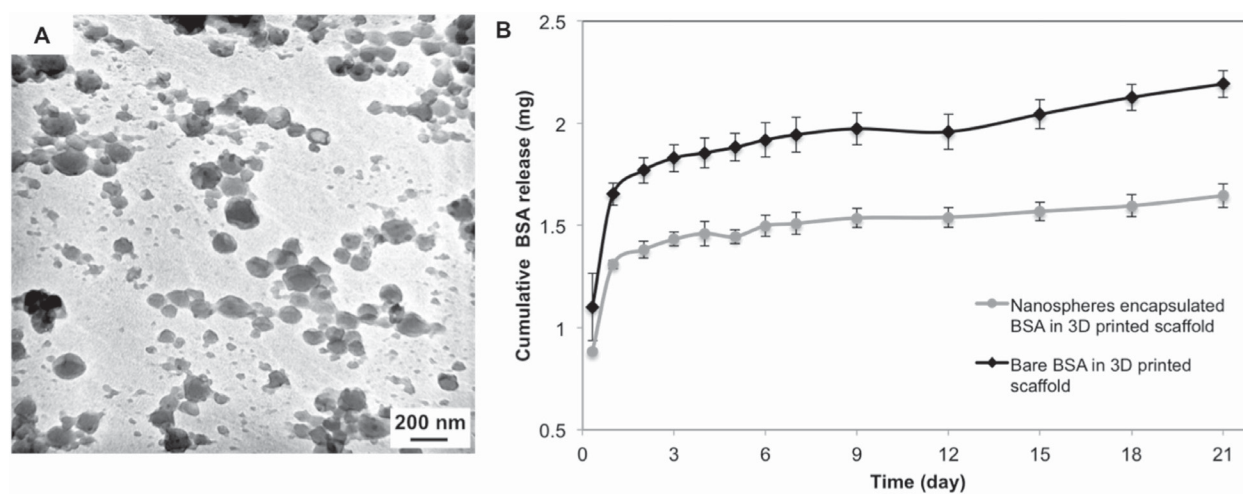 A
200 nm
B
Cumulative BSA release (mg)
2.5
2
1.5
1
0.5
0
3
6
9
12
15
18
21
Time (day)
Nanospheres encapsulated
BSA in 3D printed scaffold
Bare BSA in 3D printed
scaffold